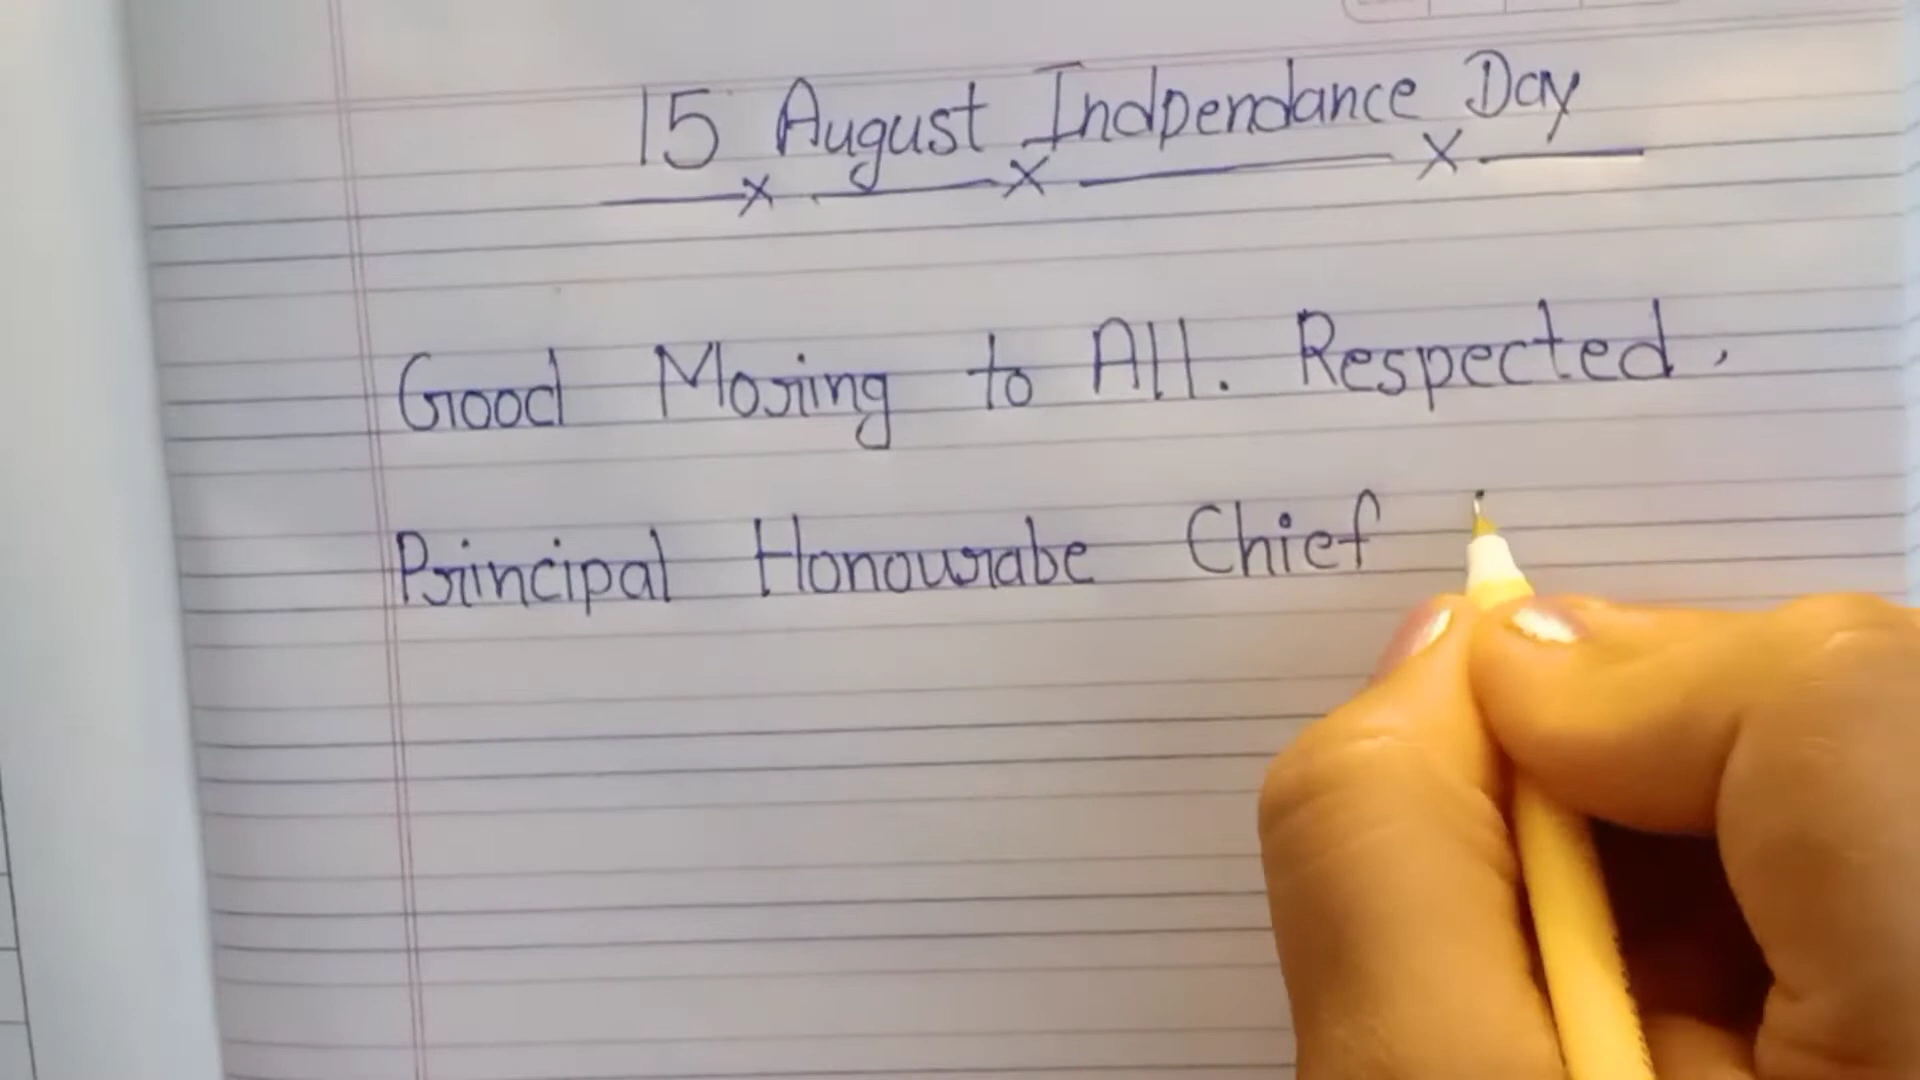 15 August Indpendance Day
Good Moring to All. Respected,
Principal Honourabe Chief